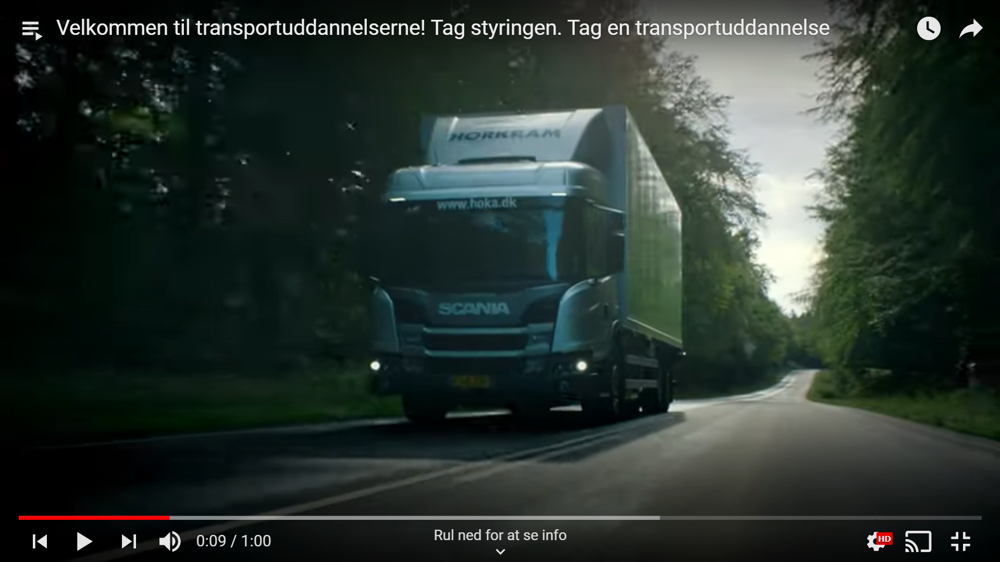 Velkommen til transportuddannelserne! Tag styringen. Tag en transportuddannelse
HØRKRAM
www.hoka.dk
SCANIA
0:09 / 1:00
Rul ned for at se info
HD